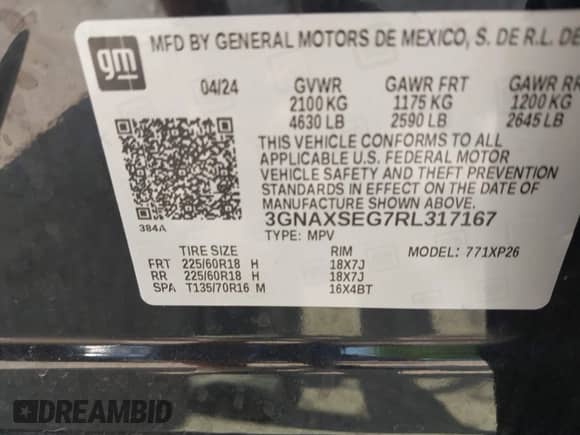 gm
MFD BY GENERAL MOTORS DE MEXICO, S. DE R.L. DE
04/24 GVWR GAWR FRT GAWR RR
2100 KG 1175 KG 1200 KG
4630 LB 2590 LB 2645 LB
THIS VEHICLE CONFORMS TO ALL
APPLICABLE U.S. FEDERAL MOTOR
VEHICLE SAFETY AND THEFT PREVENTION
STANDARDS IN EFFECT ON THE DATE OF
MANUFACTURE SHOWN ABOVE.
384A
3GNAXSEG7RL317167
TYPE: MPV MODEL: 771XP26
TIRE SIZE RIM
FRT 225/60R18 H 18X7J
RR 225/60R18 H 18X7J
SPA T135/70R16 M 16X4BT
DREAMBID